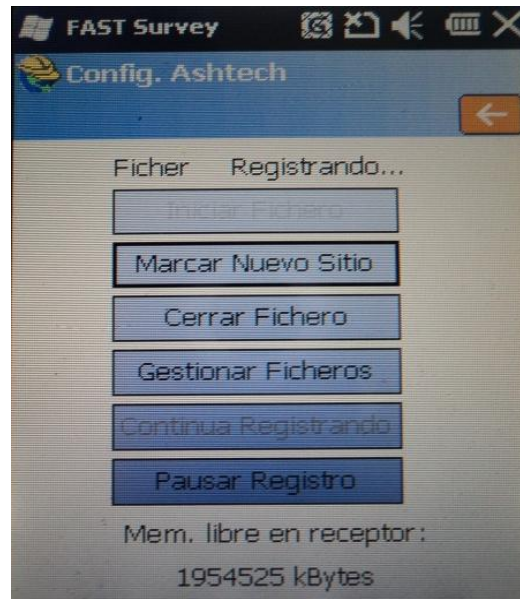 FAST Survey
Config. Ashtech
Ficher Registrando...
Iniciar Fichero
Marcar Nuevo Sitio
Cerrar Fichero
Gestionar Ficheros
Continua Registrando
Pausar Registro
Mem. libre en receptor:
1954525 kBytes